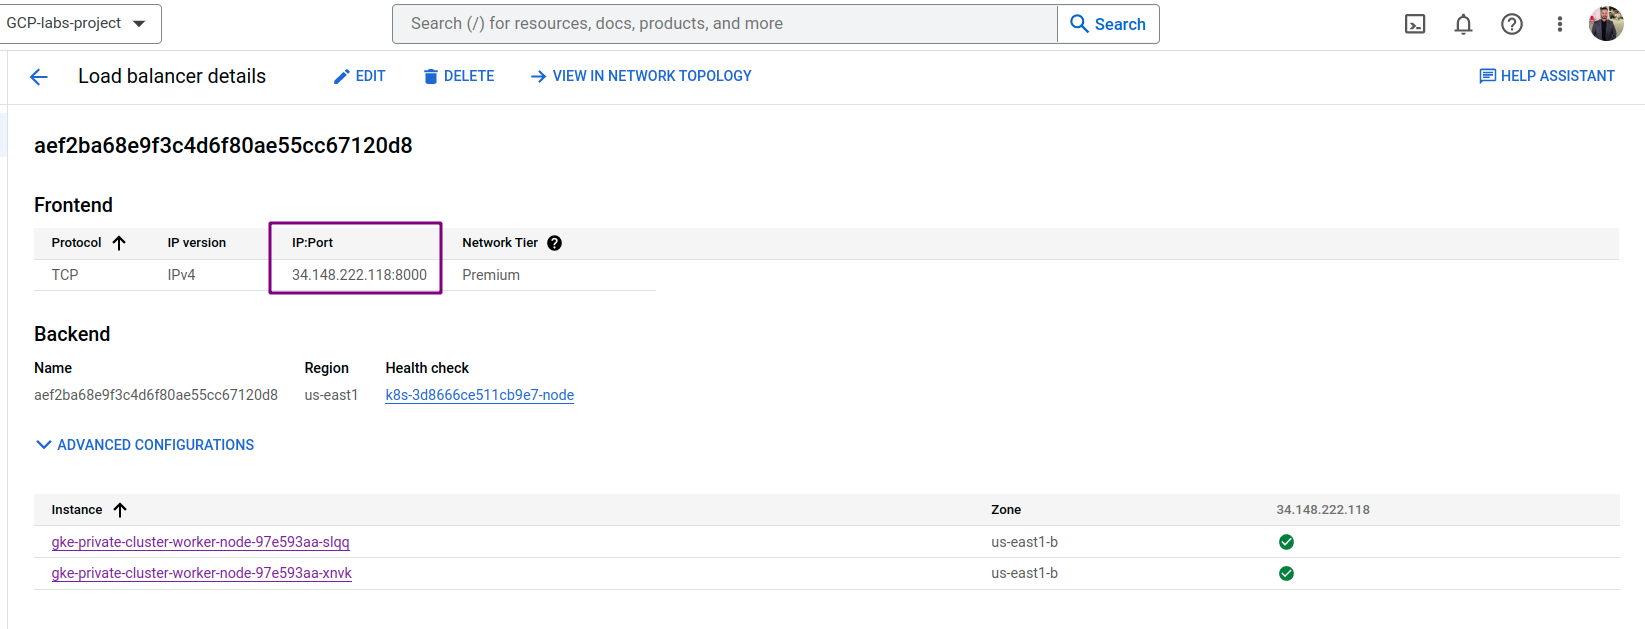 GCP-labs-project
Search (/) for resources, docs, products, and more
Search
Load balancer details
EDIT
DELETE
VIEW IN NETWORK TOPOLOGY
HELP ASSISTANT
aef2ba68e9f3c4d6f80ae55cc67120d8
Frontend
Protocol IP version IP:Port Network Tier
TCP IPv4 34.148.222.118:8000 Premium
Backend
Name Region Health check
aef2ba68e9f3c4d6f80ae55cc67120d8 us-east1 k8s-3d8666ce511cb9e7-node
ADVANCED CONFIGURATIONS
Instance Zone 34.148.222.118
gke-private-cluster-worker-node-97e593aa-slqq us-east1-b
gke-private-cluster-worker-node-97e593aa-xnvk us-east1-b